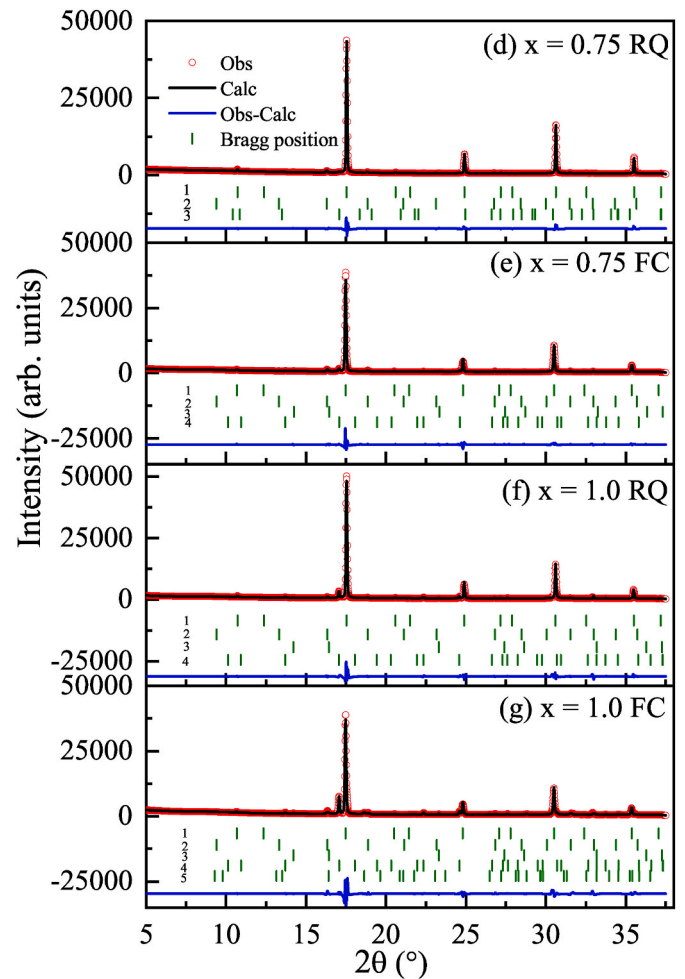 50000
(d) x = 0.75 RQ
Obs
Calc
25000
Obs-Calc
Bragg position
0
1
2
3
50000
(e) x = 0.75 FC
25000
0
1
2
3
4
-25000
50000
(f) x = 1.0 RQ
25000
0
1
2
3
4
-25000
50000
(g) x = 1.0 FC
25000
0
1
2
3
4
5
-25000
5 10 15 20 25 30 35
2θ (°)
Intensity (arb. units)